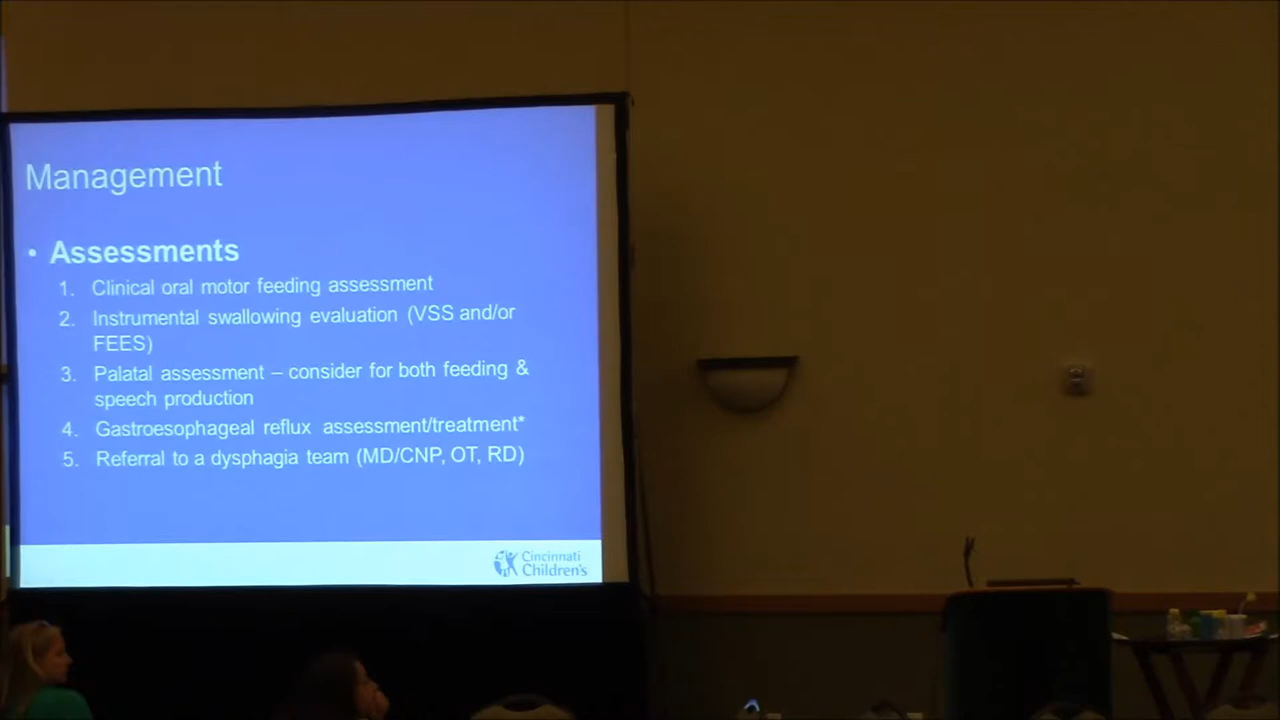 Management
• Assessments
1. Clinical oral motor feeding assessment
2. Instrumental swallowing evaluation (VSS and/or
FEES)
3. Palatal assessment – consider for both feeding &
speech production
4. Gastroesophageal reflux assessment/treatment*
5. Referral to a dysphagia team (MD/CNP, OT, RD)
Cincinnati
Children's